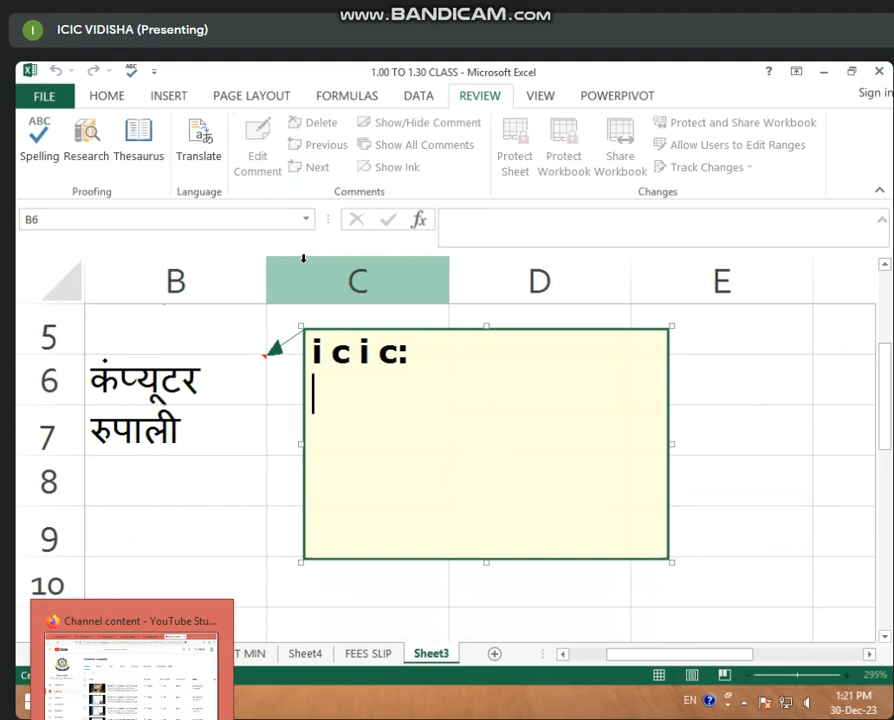 WWW.BANDICAM.COM
I ICIC VIDISHA (Presenting)
1.00 TO 1.30 CLASS - Microsoft Excel
?
FILE HOME INSERT PAGE LAYOUT FORMULAS DATA REVIEW VIEW POWERPIVOT Sign in
ABC Spelling
Research
Thesaurus
Translate
Edit Comment
Delete
Previous
Next
Show/Hide Comment
Show All Comments
Show Ink
Protect Sheet
Protect Workbook
Share Workbook
Protect and Share Workbook
Allow Users to Edit Ranges
Track Changes
Proofing Language Comments Changes
B6 fx
B C D E
5
6 कंप्यूटर
7 रुपाली
8
9
10
i c i c:
Channel content - YouTube Stu...
T MIN Sheet4 FEES SLIP Sheet3
295%
EN 1:21 PM
30-Dec-23